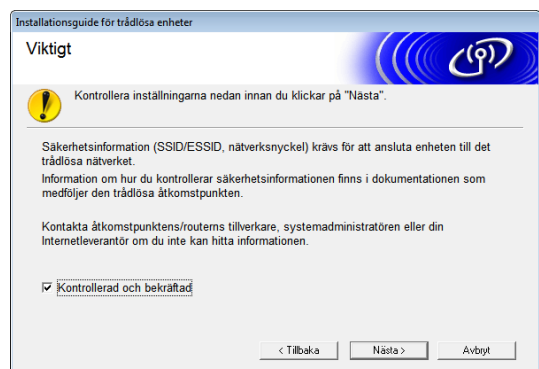 Installationsguide för trådlösa enheter
Viktigt
Kontrollera inställningarna nedan innan du klickar på "Nästa".
Säkerhetsinformation (SSID/ESSID, nätverksnyckel) krävs för att ansluta enheten till det
trådlösa nätverket.
Information om hur du kontrollerar säkerhetsinformationen finns i dokumentationen som
medföljer den trådlösa åtkomstpunkten.
Kontakta åtkomstpunktens/routerns tillverkare, systemadministratören eller din
Internetleverantör om du inte kan hitta informationen.
Kontrollerad och bekräftad
< Tillbaka
Nästa >
Avbryt